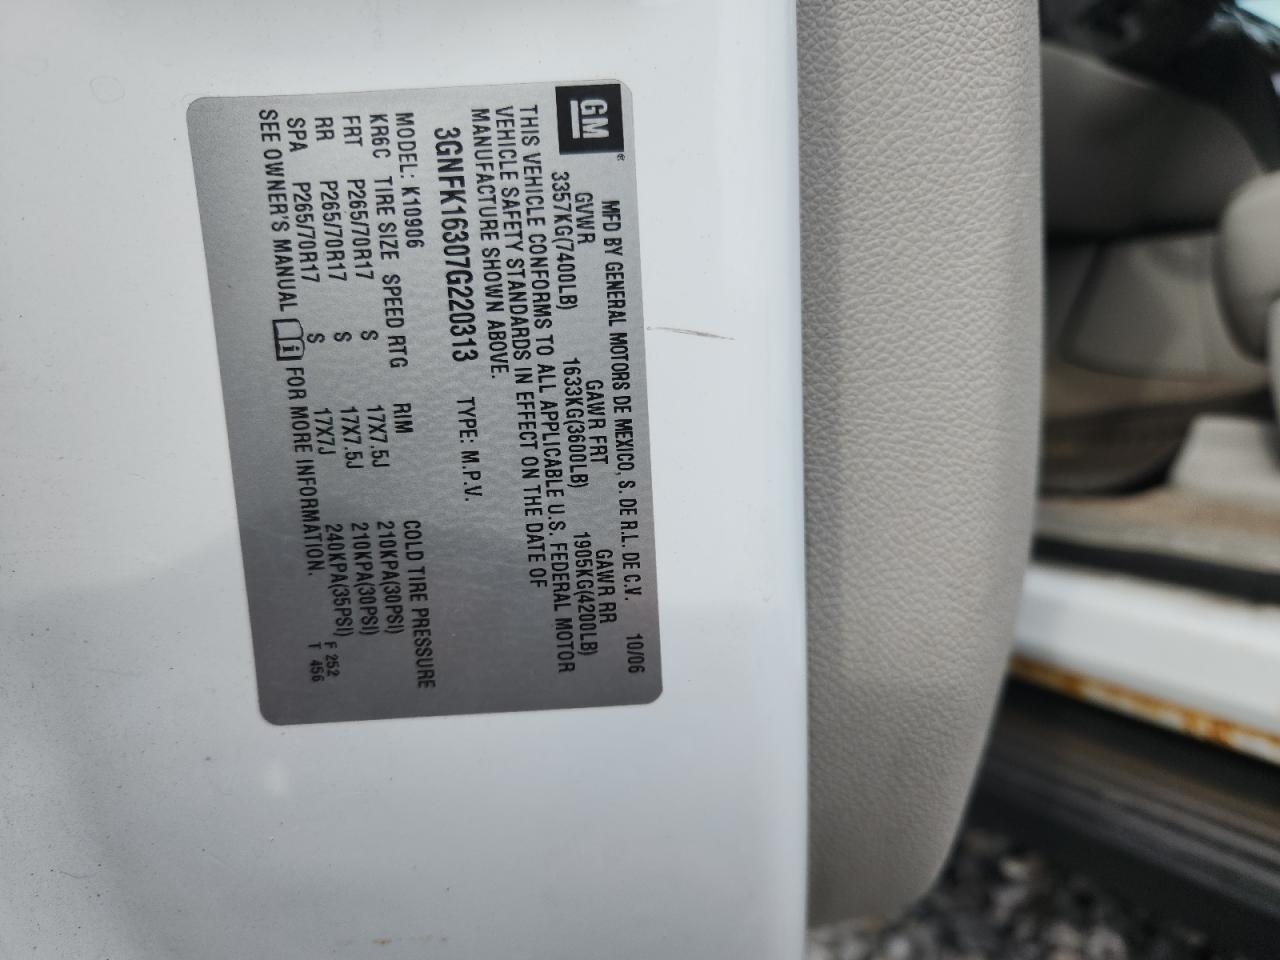 GM®
MFD BY GENERAL MOTORS DE MEXICO, S. DE R.L. DE C.V. 10/06
GVWR GAWR FRT GAWR RR
3357KG(7400LB) 1633KG(3600LB) 1905KG(4200LB)
THIS VEHICLE CONFORMS TO ALL APPLICABLE U.S. FEDERAL MOTOR
VEHICLE SAFETY STANDARDS IN EFFECT ON THE DATE OF
MANUFACTURE SHOWN ABOVE.
3GNFK16307G220313 TYPE: M.P.V.
MODEL: K10906
KR6C TIRE SIZE SPEED RTG RIM COLD TIRE PRESSURE
FRT P265/70R17 S 17X7.5J 210KPA(30PSI)
RR P265/70R17 S 17X7.5J 210KPA(30PSI)
SPA P265/70R17 S 17X7J 240KPA(35PSI) F 252
SEE OWNER'S MANUAL i FOR MORE INFORMATION. T 456